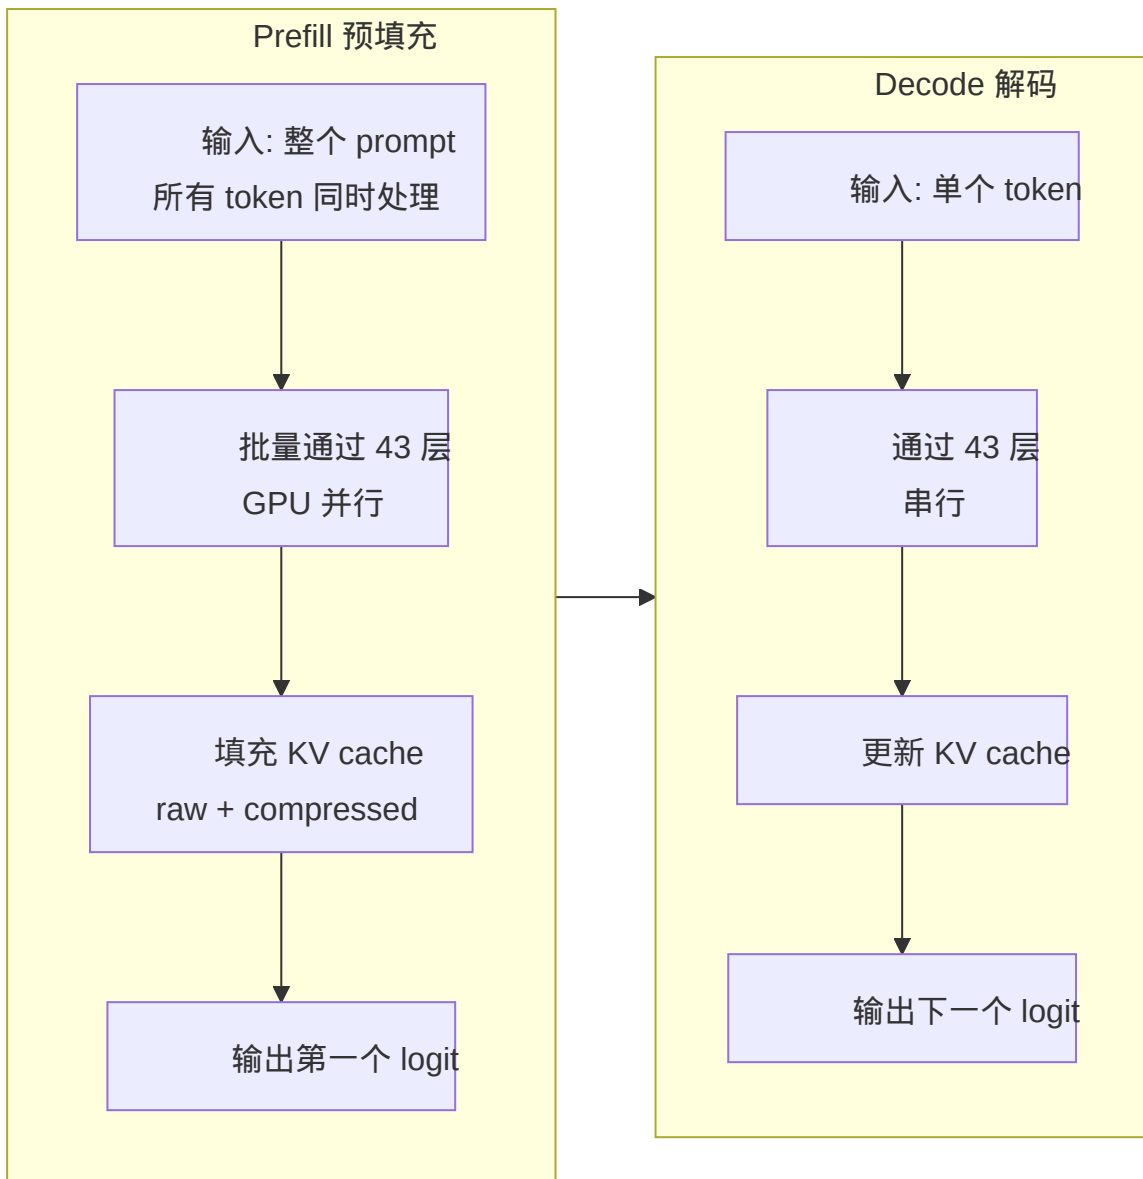 Prefill 预填充
输入: 整个 prompt
所有 token 同时处理
批量通过 43 层
GPU 并行
填充 KV cache
raw + compressed
输出第一个 logit
Decode 解码
输入: 单个 token
通过 43 层
串行
更新 KV cache
输出下一个 logit